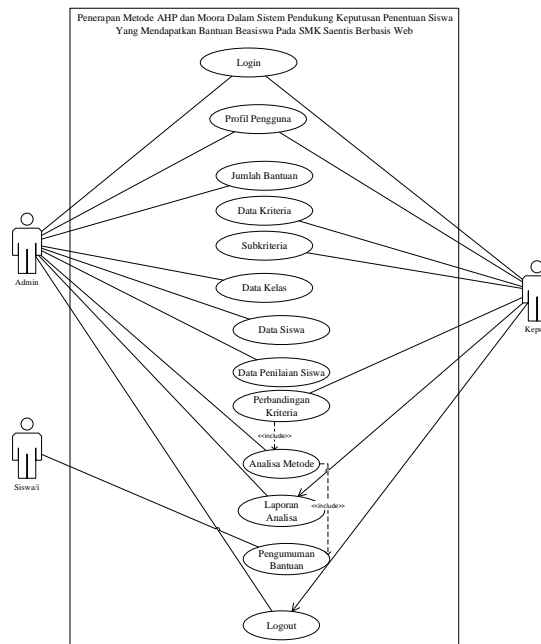 Penerapan Metode AHP dan Moora Dalam Sistem Pendukung Keputusan Penentuan Siswa
Yang Mendapatkan Bantuan Beasiswa Pada SMK Saentis Berbasis Web
Login
Profil Pengguna
Jumlah Bantuan
Data Kriteria
Subkriteria
Admin
Data Kelas
Data Siswa
Data Penilaian Siswa
Perbandingan
Kriteria
<<include>>
Analisa Metode
Siswa/i
Laporan
Analisa
<<include>>
Pengumuman
Bantuan
Logout